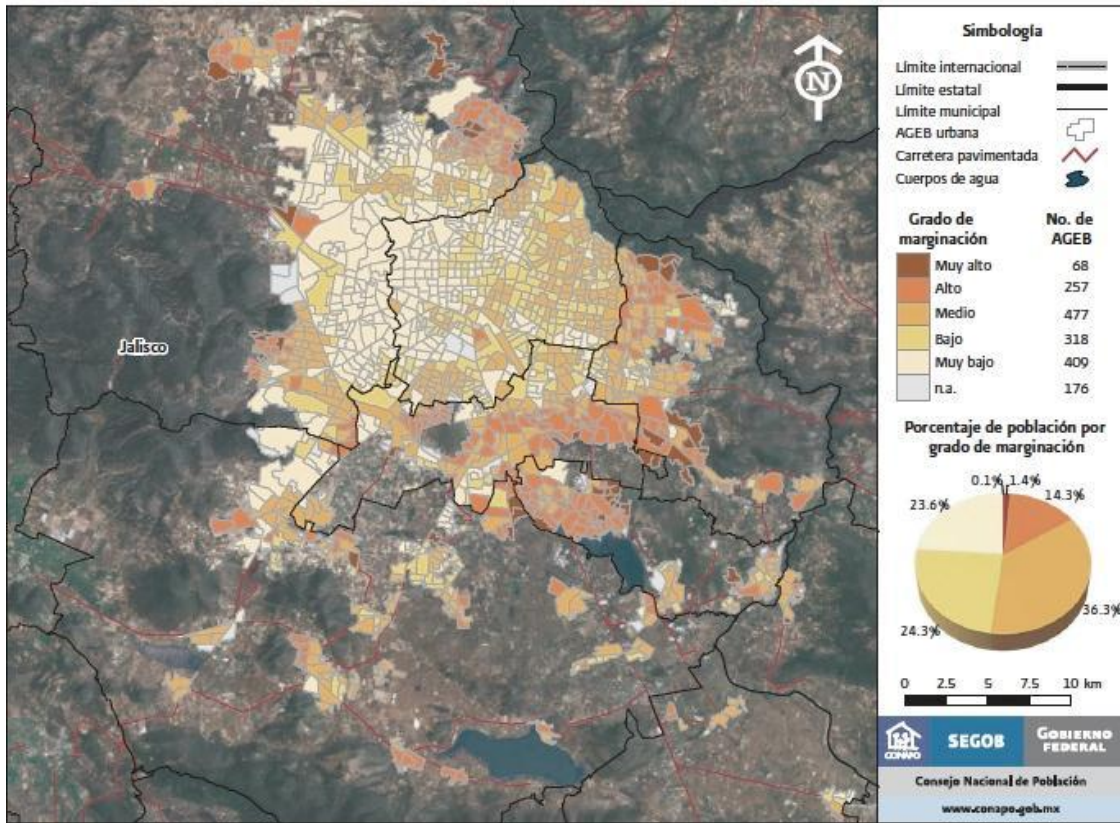 Jalisco
N
Simbología
Límite internacional
Límite estatal
Límite municipal
AGEB urbana
Carretera pavimentada
Cuerpos de agua
Grado de marginación No. de AGEB
Muy alto 68
Alto 257
Medio 477
Bajo 318
Muy bajo 409
n.a. 176
Porcentaje de población por
grado de marginación
0.1% 1.4%
23.6% 14.3%
24.3% 36.3%
0 2.5 5 7.5 10 km
CONAPO SEGOB GOBIERNO FEDERAL
Consejo Nacional de Población
www.conapo.gob.mx